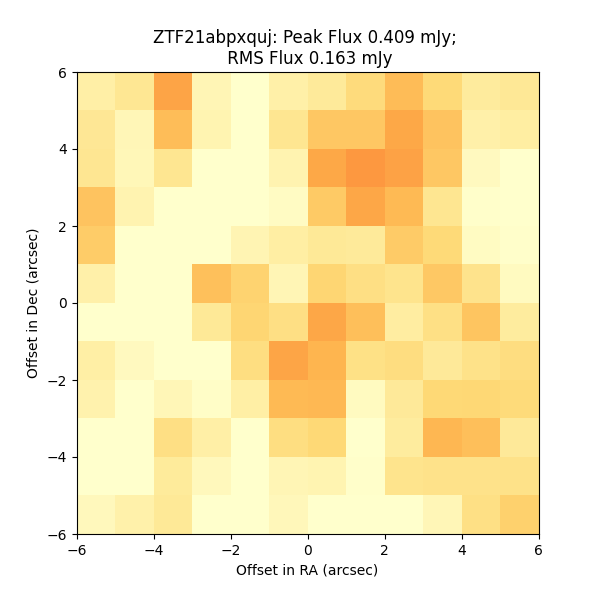 ZTF21abpxquj: Peak Flux 0.409 mJy;
RMS Flux 0.163 mJy
6
4
2
0
−2
−4
−6
Offset in Dec (arcsec)
−6 −4 −2 0 2 4 6
Offset in RA (arcsec)